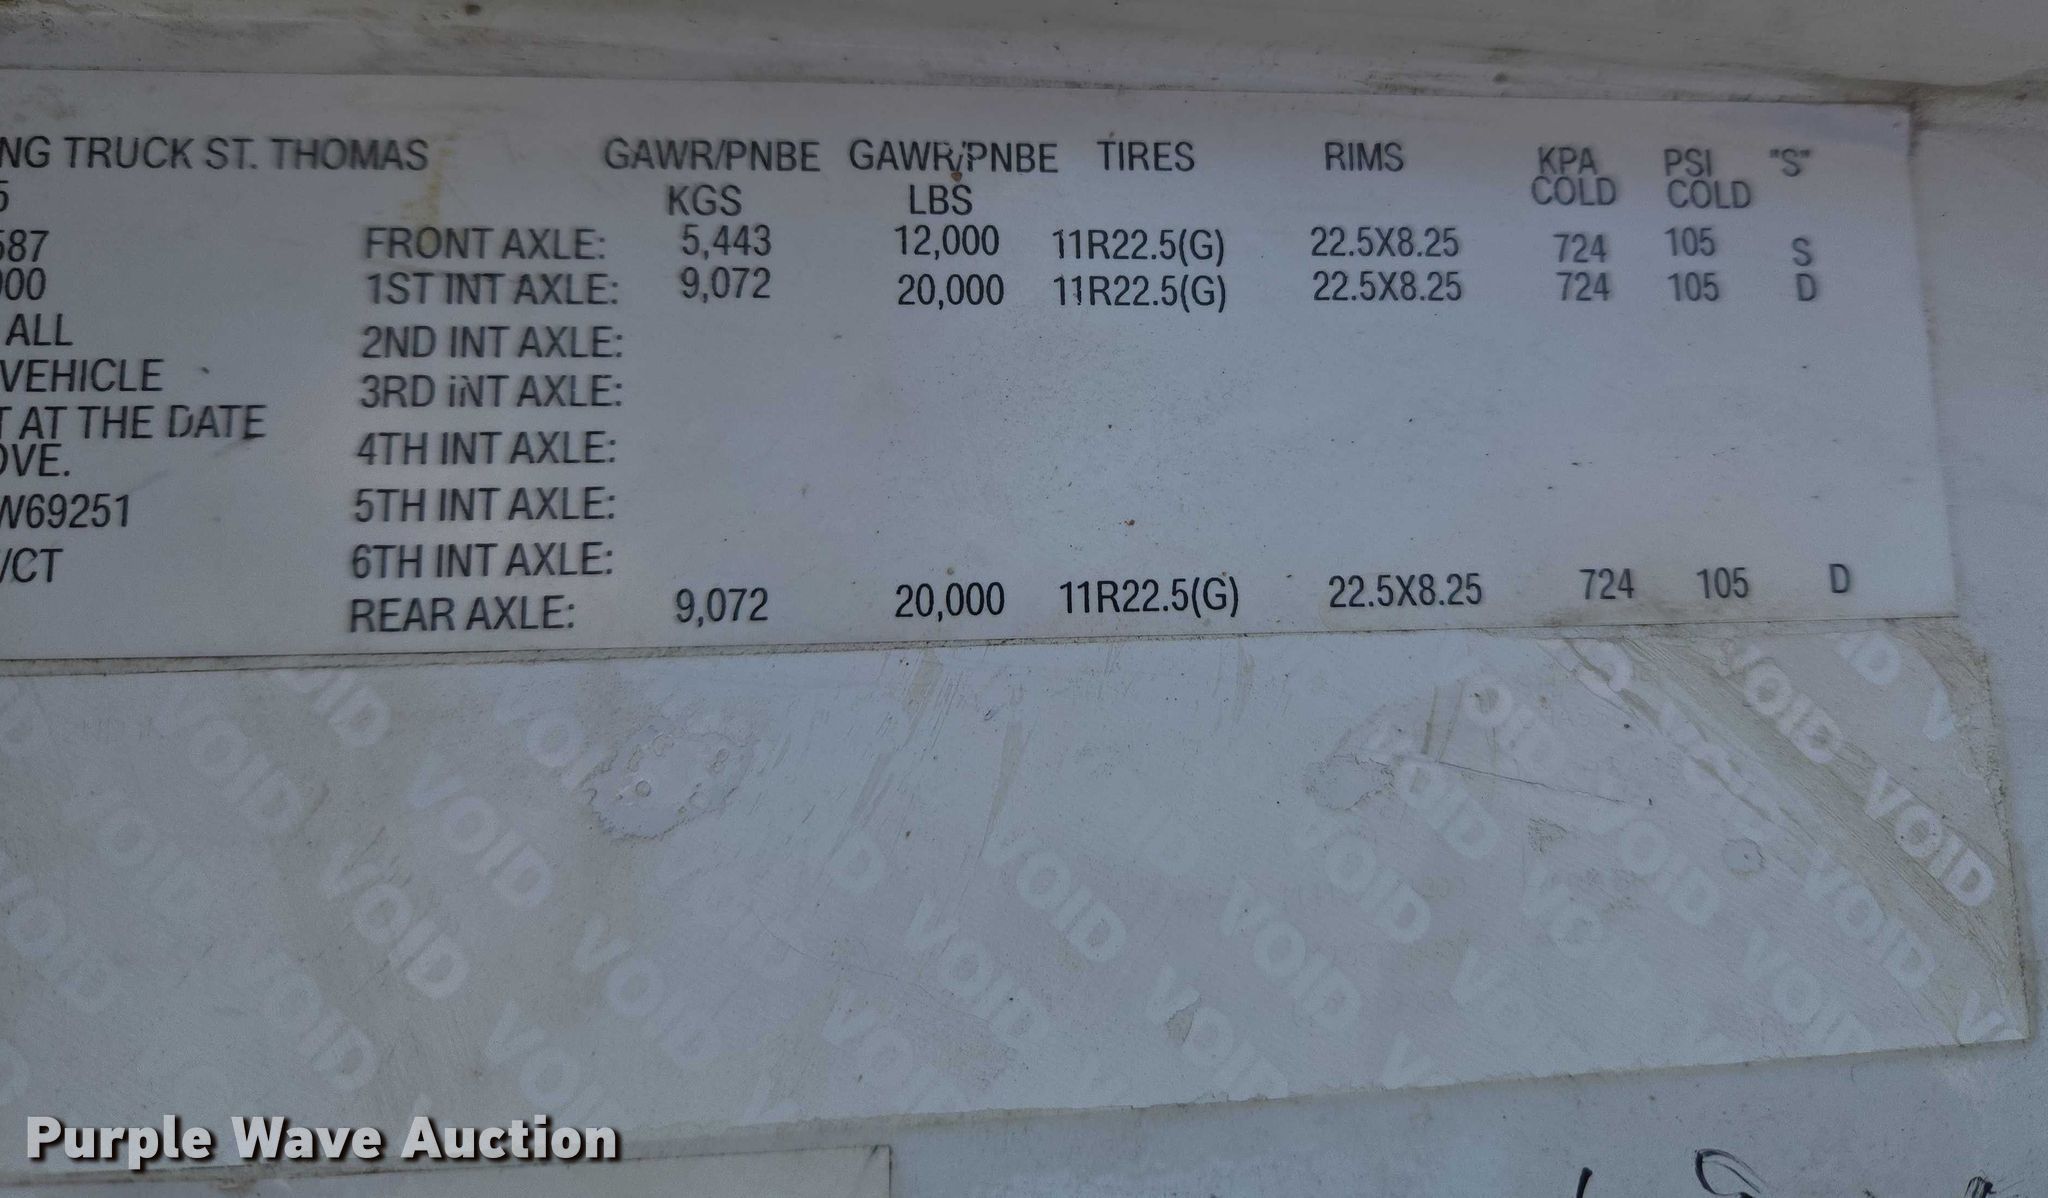 NG TRUCK ST. THOMAS GAWR/PNBE GAWR/PNBE TIRES RIMS KPA PSI "S"
5 KGS LBS COLD COLD
587 FRONT AXLE: 5,443 12,000 11R22.5(G) 22.5X8.25 724 105 S
000 1ST INT AXLE: 9,072 20,000 11R22.5(G) 22.5X8.25 724 105 D
ALL 2ND INT AXLE:
VEHICLE 3RD INT AXLE:
T AT THE DATE 4TH INT AXLE:
OVE.
W69251 5TH INT AXLE:
/CT 6TH INT AXLE:
REAR AXLE: 9,072 20,000 11R22.5(G) 22.5X8.25 724 105 D
VOID VOID VOID VOID VOID VOID
Purple Wave Auction